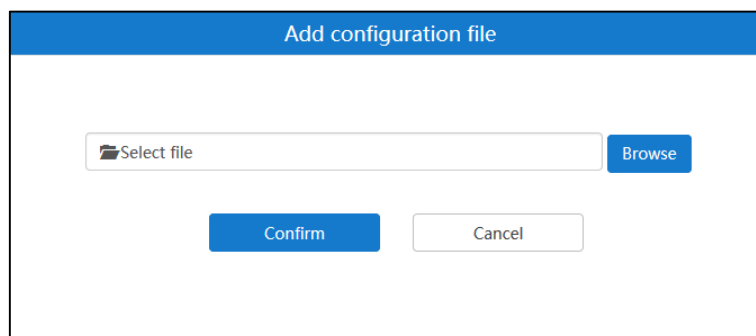 Add configuration file
Select file
Browse
Confirm
Cancel